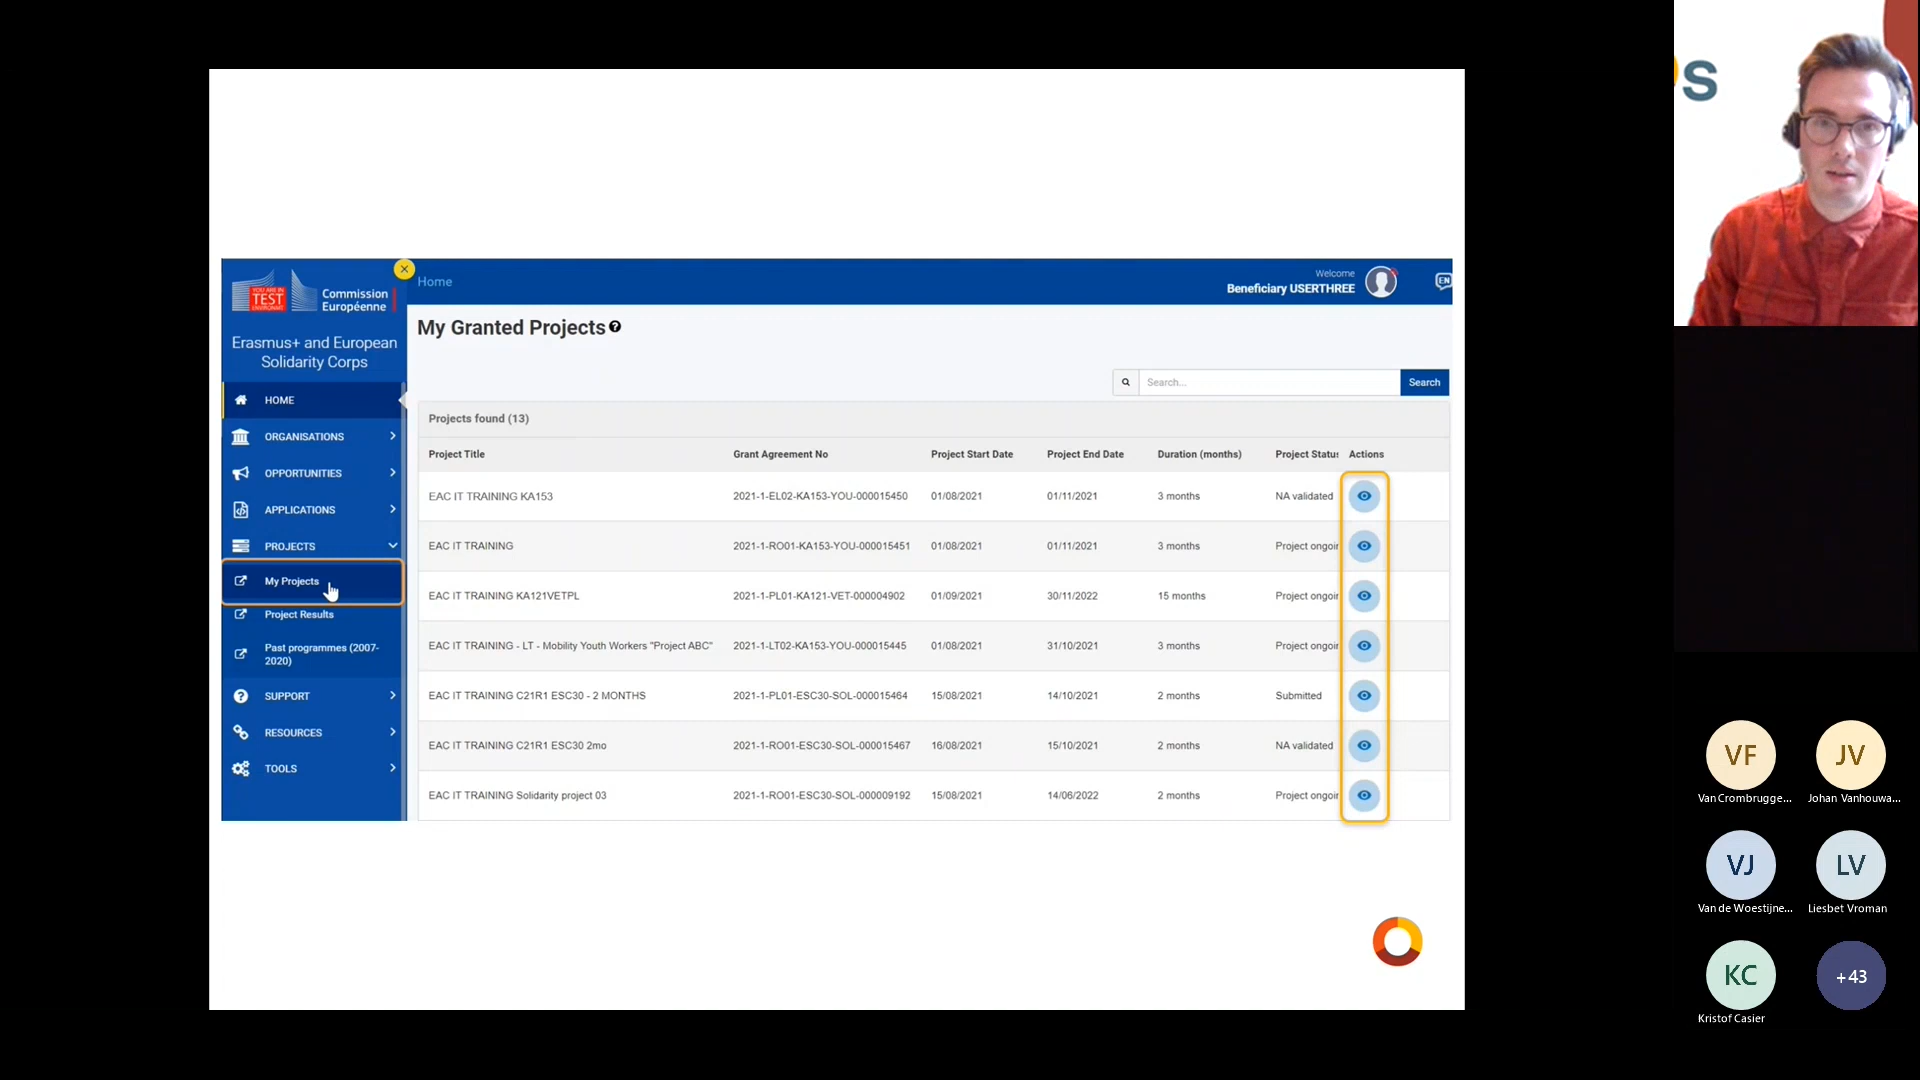 s
YOU ARE IN
TEST
ENVIRONMENT
Commission
Européenne
Erasmus+ and European
Solidarity Corps
HOME
ORGANISATIONS
OPPORTUNITIES
APPLICATIONS
PROJECTS
My Projects
Project Results
Past programmes (2007-
2020)
SUPPORT
RESOURCES
TOOLS
Home
Welcome
Beneficiary USERTHREE
EN
My Granted Projects
Search...
Search
Projects found (13)
Project Title Grant Agreement No Project Start Date Project End Date Duration (months) Project Status Actions
EAC IT TRAINING KA153 2021-1-EL02-KA153-YOU-000015450 01/08/2021 01/11/2021 3 months NA validated
EAC IT TRAINING 2021-1-RO01-KA153-YOU-000015451 01/08/2021 01/11/2021 3 months Project ongoin
EAC IT TRAINING KA121VETPL 2021-1-PL01-KA121-VET-000004902 01/09/2021 30/11/2022 15 months Project ongoin
EAC IT TRAINING - LT - Mobility Youth Workers "Project ABC" 2021-1-LT02-KA153-YOU-000015445 01/08/2021 31/10/2021 3 months Project ongoin
EAC IT TRAINING C21R1 ESC30 - 2 MONTHS 2021-1-PL01-ESC30-SOL-000015464 15/08/2021 14/10/2021 2 months Submitted
EAC IT TRAINING C21R1 ESC30 2mo 2021-1-RO01-ESC30-SOL-000015467 16/08/2021 15/10/2021 2 months NA validated
EAC IT TRAINING Solidarity project 03 2021-1-RO01-ESC30-SOL-000009192 15/08/2021 14/06/2022 2 months Project ongoin
VF JV
Van Crombrugge... Johan Vanhouwa...
VJ LV
Van de Woestijne... Liesbet Vroman
KC +43
Kristof Casier